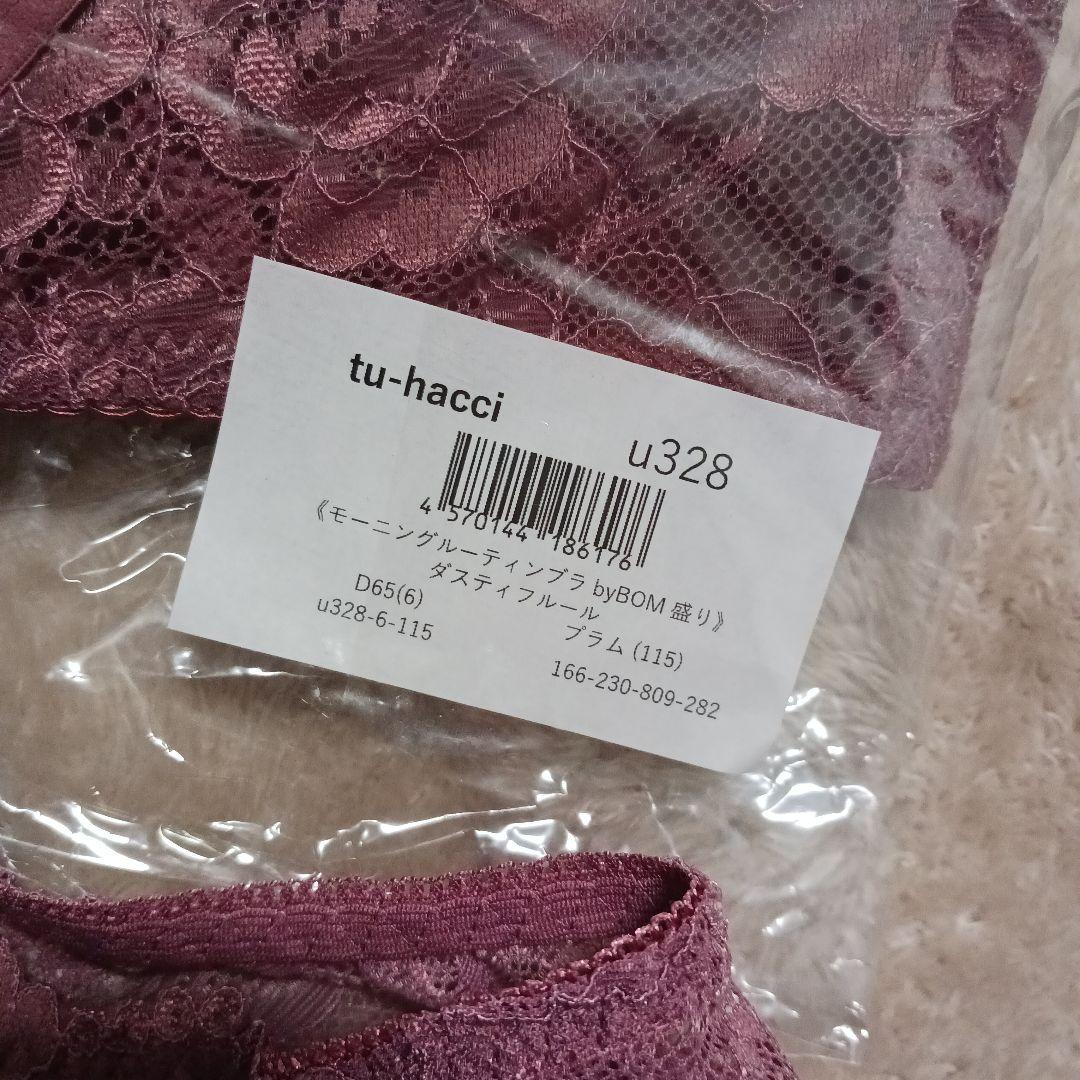 tu-hacci
u328
4 570144 186176
《モーニングルーティンブラ byBOM 盛り》
ダスティフルール
D65(6)
プラム (115)
u328-6-115
166-230-809-282